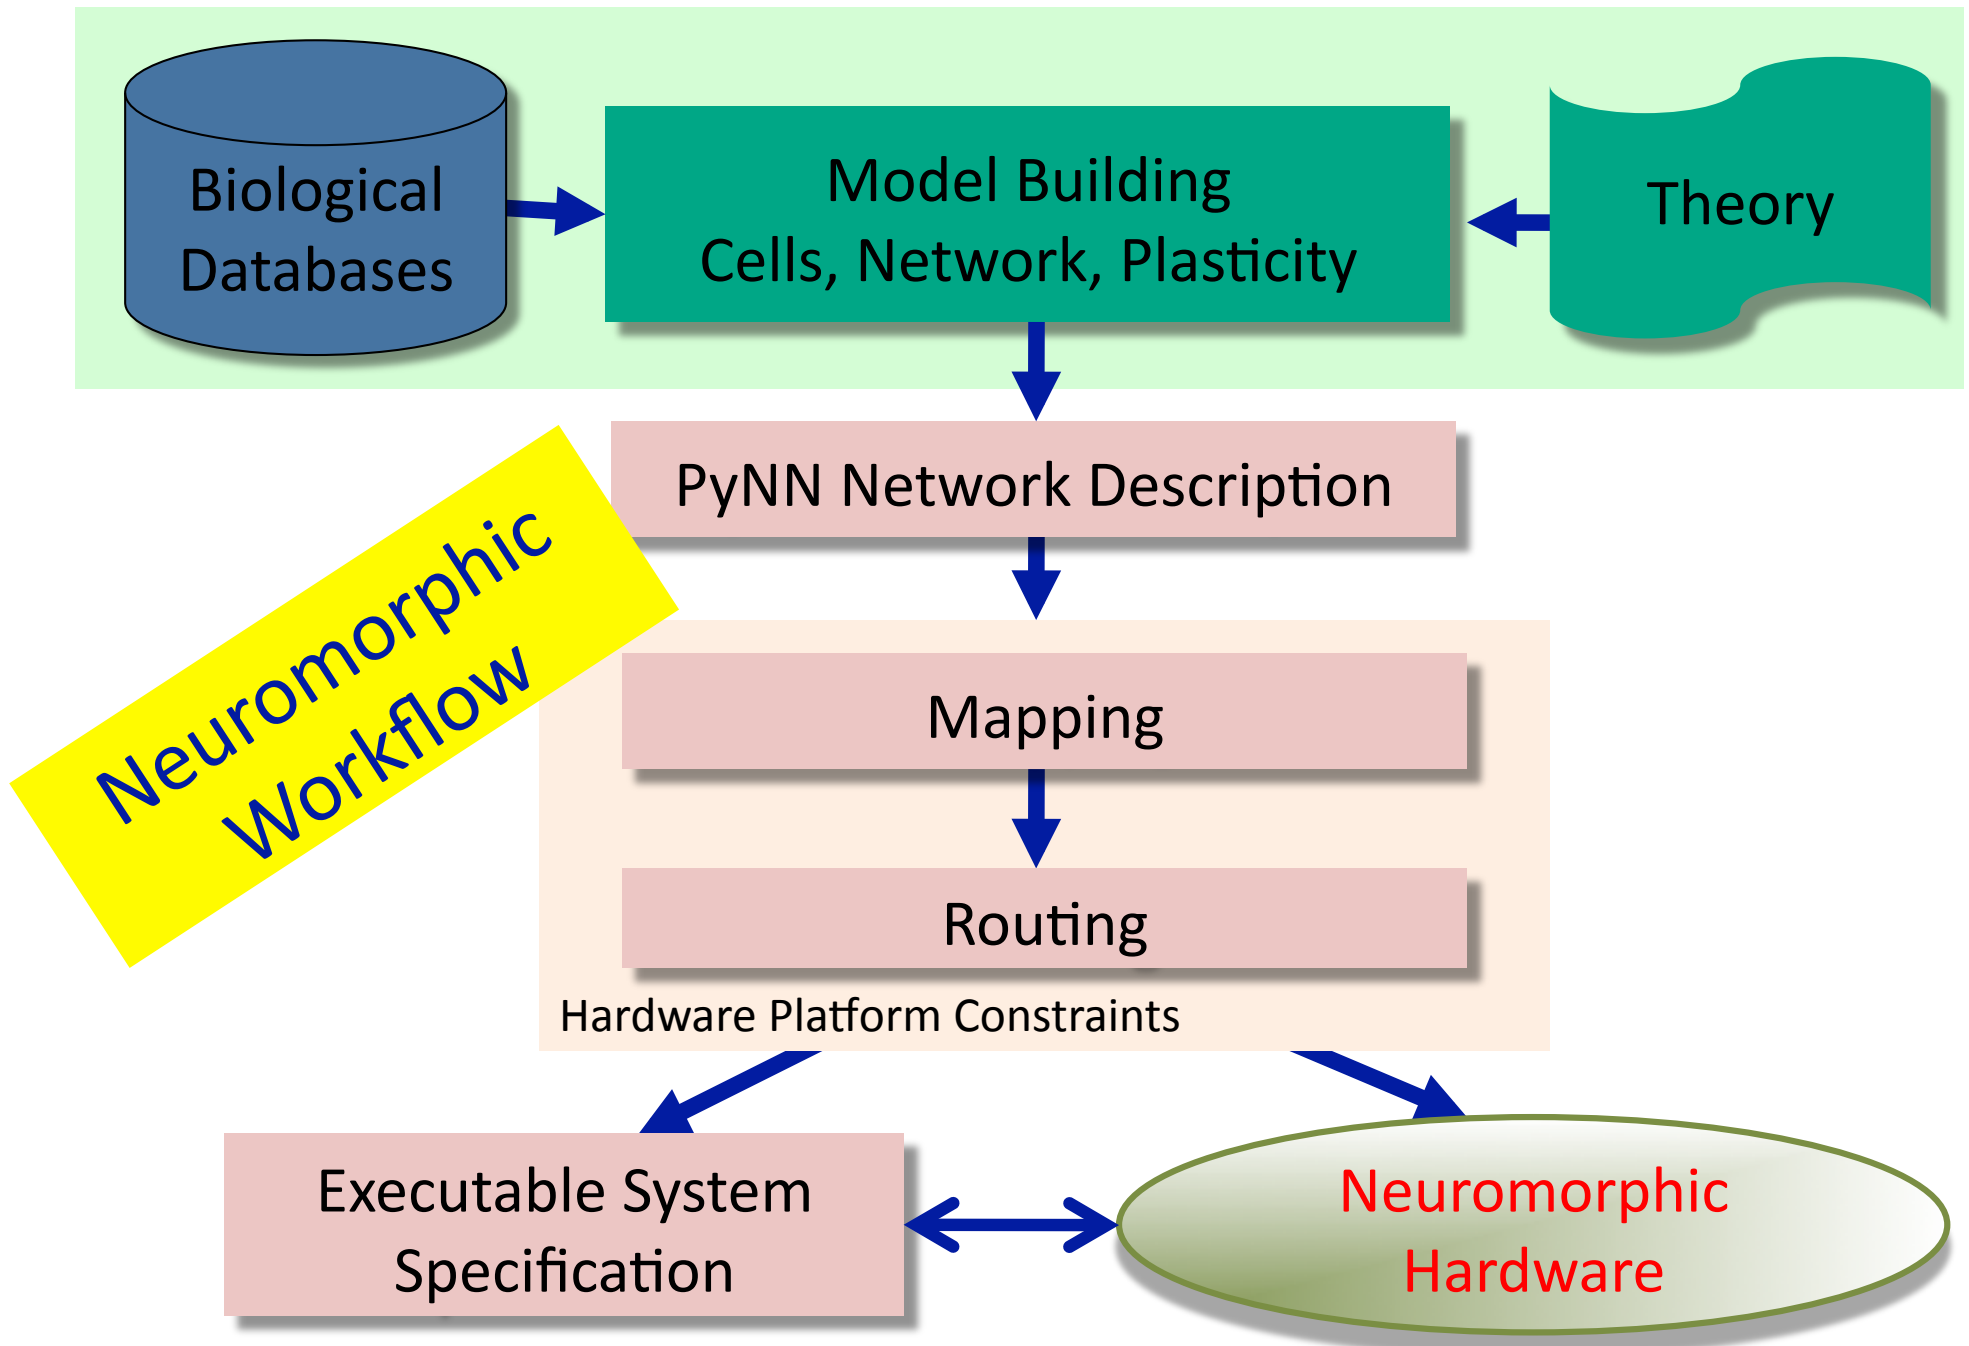 Biological
Databases
Model Building
Cells, Network, Plasticity
Theory
PyNN Network Description
Neuromorphic
Workflow
Mapping
Routing
Hardware Platform Constraints
Executable System
Specification
Neuromorphic
Hardware